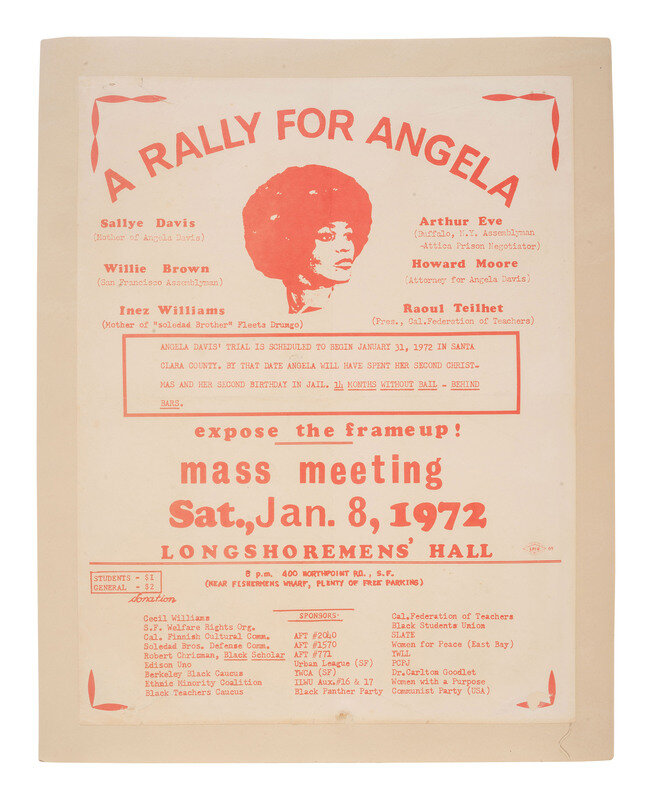 A RALLY FOR ANGELA
Sallye Davis
(Mother of Angela Davis)
Willie Brown
(San Francisco Assemblyman)
Inez Williams
(Mother of "Soledad Brother" Fleeta Drumgo)
Arthur Eve
(Buffalo, N.Y. Assemblyman
-Attica Prison Negotiator)
Howard Moore
(Attorney for Angela Davis)
Raoul Teilhet
(Pres., Cal.Federation of Teachers)
ANGELA DAVIS' TRIAL IS SCHEDULED TO BEGIN JANUARY 31, 1972 IN SANTA
CLARA COUNTY. BY THAT DATE ANGELA WILL HAVE SPENT HER SECOND CHRIST-
MAS AND HER SECOND BIRTHDAY IN JAIL. MONTHS WITHOUT BAIL - BEHIND
BARS.
expose the frameup!
mass meeting
Sat., Jan. 8, 1972
LONGSHOREMENS' HALL
STUDENTS - $1
GENERAL - $2
donation
8 p.m. 400 NORTHPOINT RD., S.F.
(NEAR FISHERMENS WHARF, PLENTY OF FREE PARKING)
SPONSORS
Cecil Williams
S.F. Welfare Rights Org.
Cal. Finnish Cultural Comm.
Soledad Bros. Defense Comm.
Robert Chrisman, Black Scholar
Edison Uno
Berkeley Black Caucus
Ethnic Minority Coalition
Black Teachers Caucus
AFT #2040
AFT #1570
AFT #771
Urban League (SF)
YWCA (SF)
ILWU Aux.#16 & 17
Black Panther Party
Cal.Federation of Teachers
Black Students Union
SLATE
Women for Peace (East Bay)
YWLL
PCPJ
Dr.Carlton Goodlet
Women with a Purpose
Communist Party (USA)